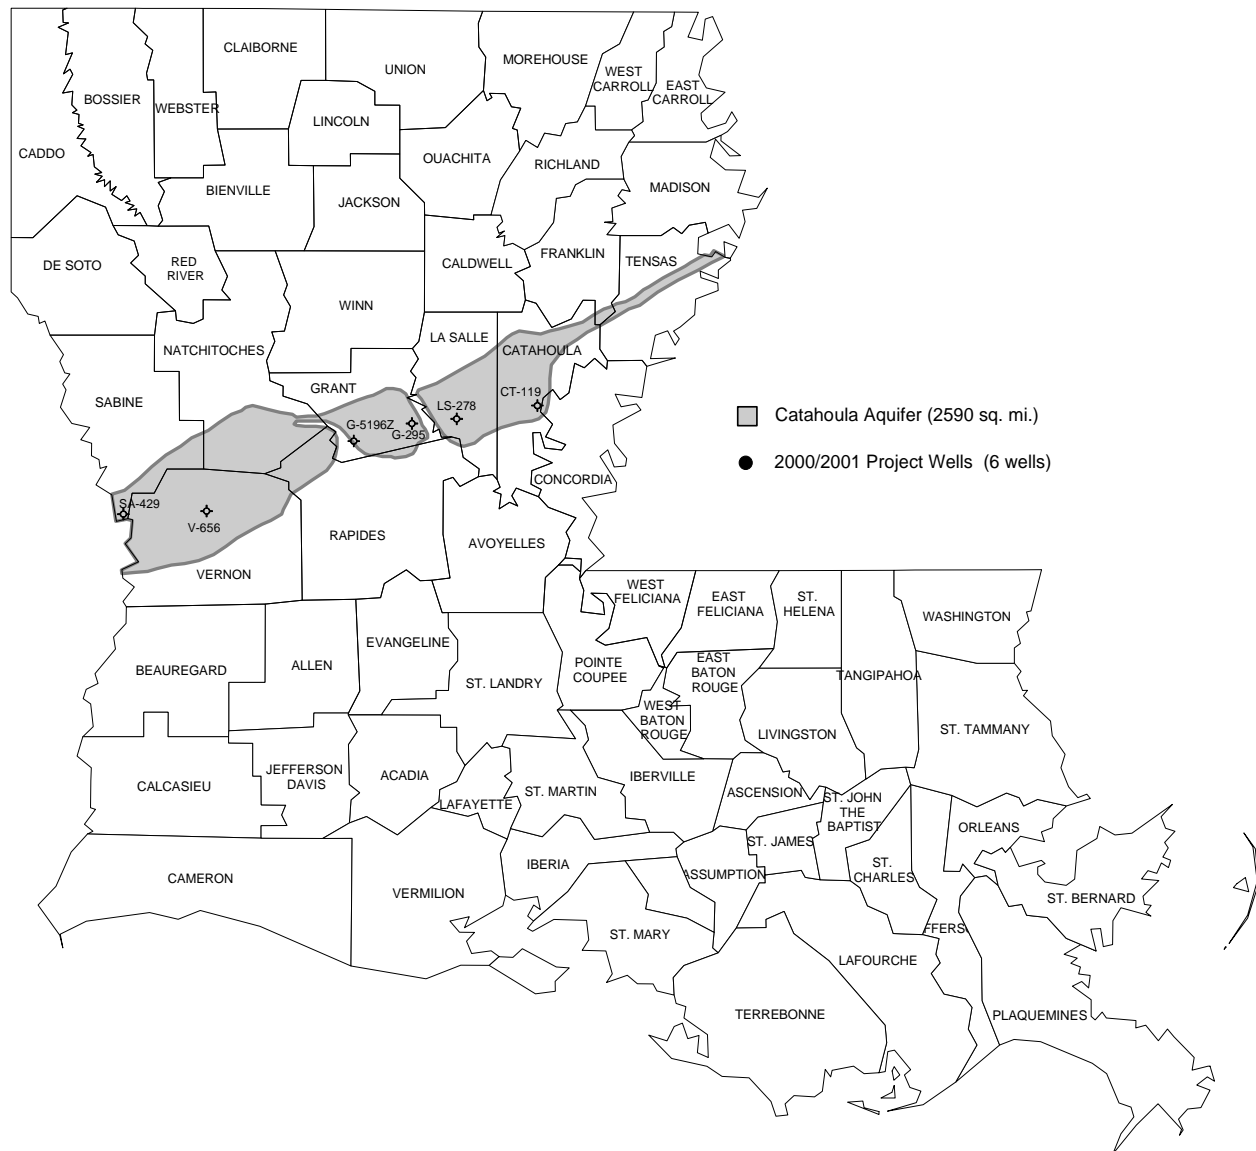 CLAIBORNE
UNION
MOREHOUSE
WEST
CARROLL
EAST
CARROLL
BOSSIER
WEBSTER
LINCOLN
CADDO
OUACHITA
RICHLAND
BIENVILLE
JACKSON
MADISON
DE SOTO
RED
RIVER
CALDWELL
FRANKLIN
TENSAS
WINN
NATCHITOCHES
LA SALLE
CATAHOULA
GRANT
SABINE
CT-119
LS-278
G-5196Z
G-295
Catahoula Aquifer (2590 sq. mi.)
2000/2001 Project Wells (6 wells)
CONCORDIA
SA-429
V-656
RAPIDES
AVOYELLES
VERNON
WEST
FELICIANA
EAST
FELICIANA
ST.
HELENA
WASHINGTON
EVANGELINE
BEAUREGARD
ALLEN
POINTE
COUPEE
EAST
BATON
ROUGE
TANGIPAHOA
ST. LANDRY
WEST
BATON
ROUGE
LIVINGSTON
ST. TAMMANY
JEFFERSON
DAVIS
ACADIA
IBERVILLE
CALCASIEU
ST. MARTIN
ASCENSION
LAFAYETTE
ST. JOHN
THE
BAPTIST
ORLEANS
ST. JAMES
IBERIA
ST.
CHARLES
CAMERON
ASSUMPTION
VERMILION
ST. BERNARD
ST. MARY
FFERS
LAFOURCHE
TERREBONNE
PLAQUEMINES